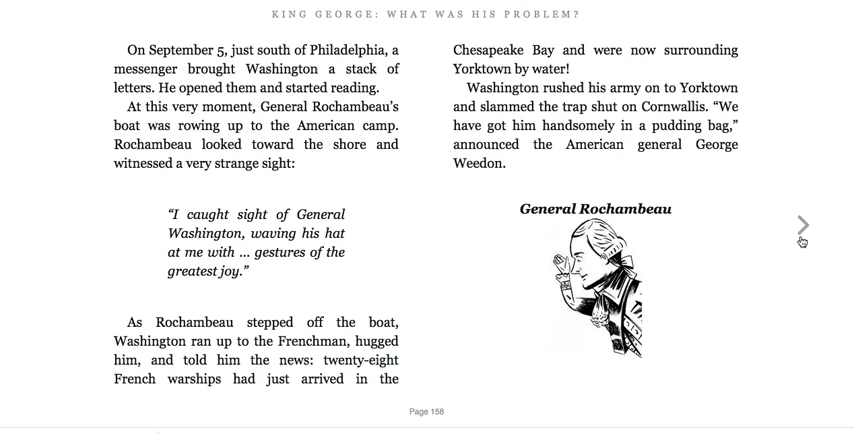 KING GEORGE: WHAT WAS HIS PROBLEM?
On September 5, just south of Philadelphia, a
messenger brought Washington a stack of
letters. He opened them and started reading.
At this very moment, General Rochambeau’s
boat was rowing up to the American camp.
Rochambeau looked toward the shore and
witnessed a very strange sight:
“I caught sight of General
Washington, waving his hat
at me with ... gestures of the
greatest joy.”
As Rochambeau stepped off the boat,
Washington ran up to the Frenchman, hugged
him, and told him the news: twenty-eight
French warships had just arrived in the
Chesapeake Bay and were now surrounding
Yorktown by water!
Washington rushed his army on to Yorktown
and slammed the trap shut on Cornwallis. “We
have got him handsomely in a pudding bag,”
announced the American general George
Weedon.
General Rochambeau
Page 158